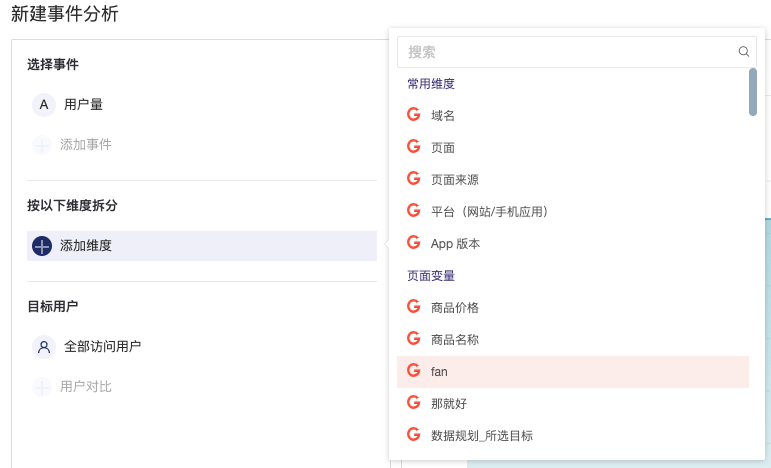 新建事件分析
选择事件
A 用户量
添加事件
按以下维度拆分
添加维度
目标用户
全部访问用户
用户对比
搜索
常用维度
域名
页面
页面来源
平台（网站/手机应用）
App 版本
页面变量
商品价格
商品名称
fan
那就好
数据规划_所选目标